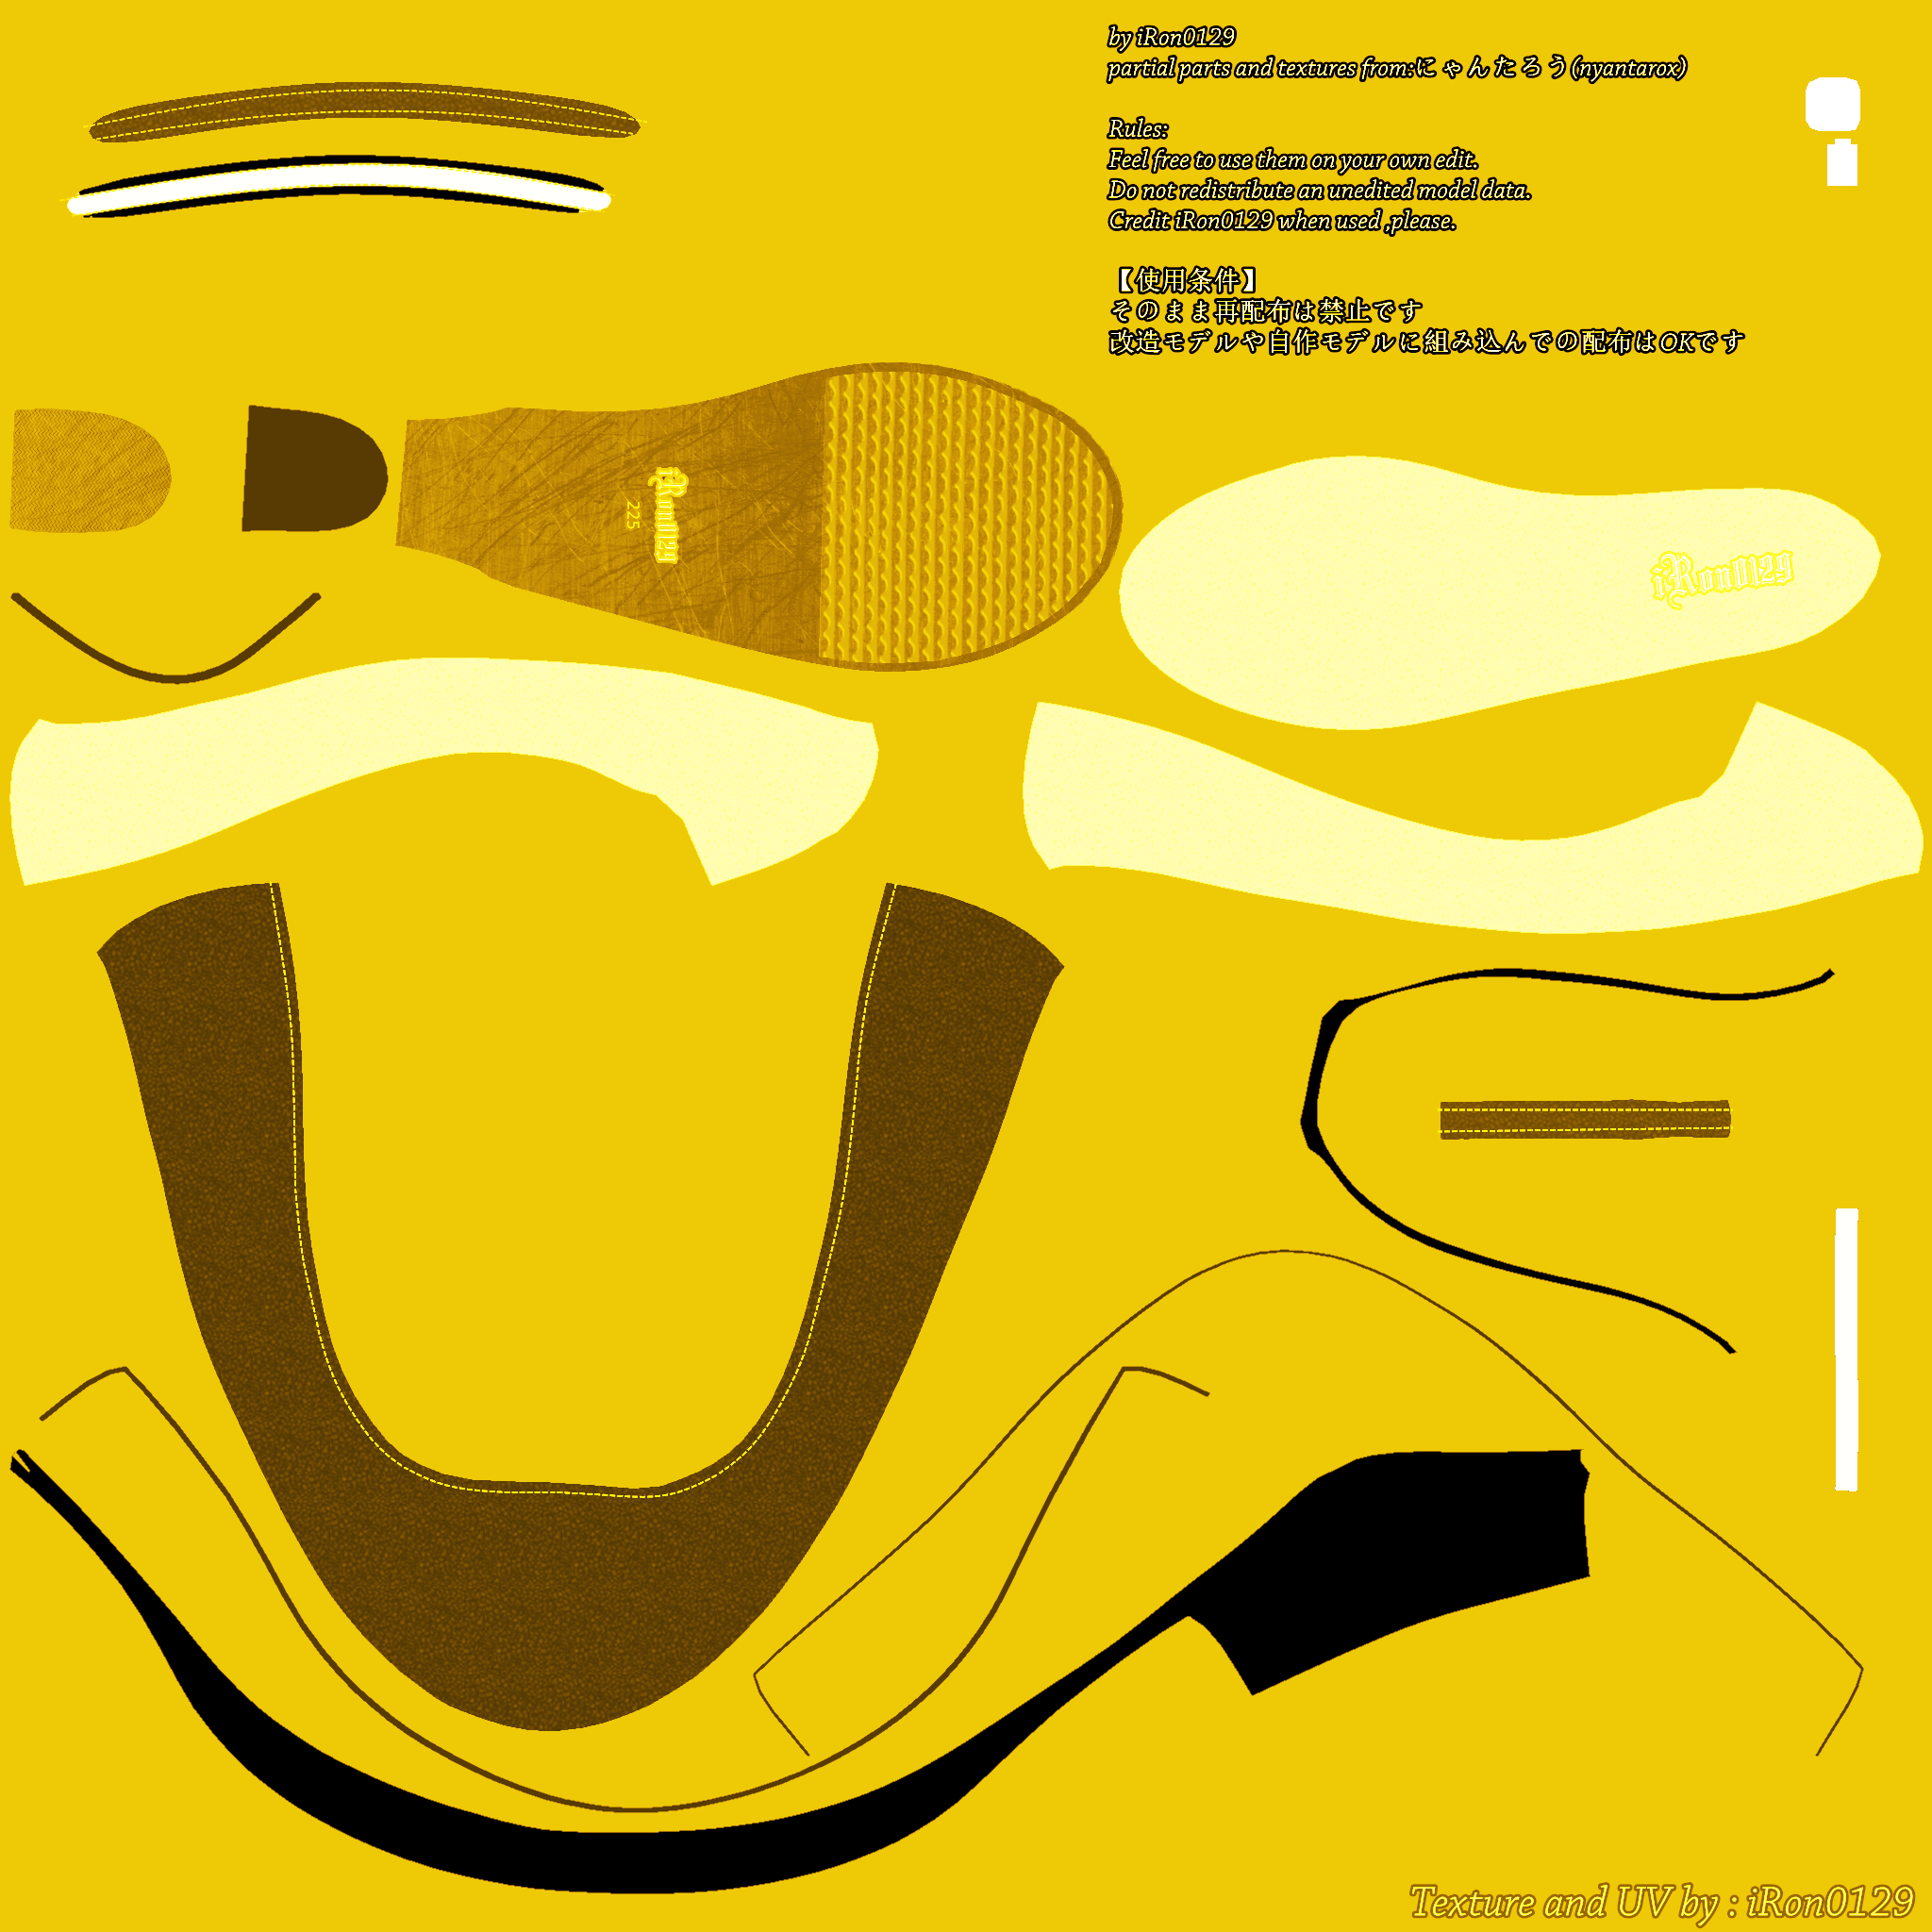 by iRon0129
partial parts and textures from:にゃんたろう(nyantarox)
Rules:
Feel free to use them on your own edit.
Do not redistribute an unedited model data.
Credit iRon0129 when used ,please.
【使用条件】
そのまま再配布は禁止です
改造モデルや自作モデルに組み込んでの配布はOKです
iRon0129
225
iRon0129
Texture and UV by : iRon0129